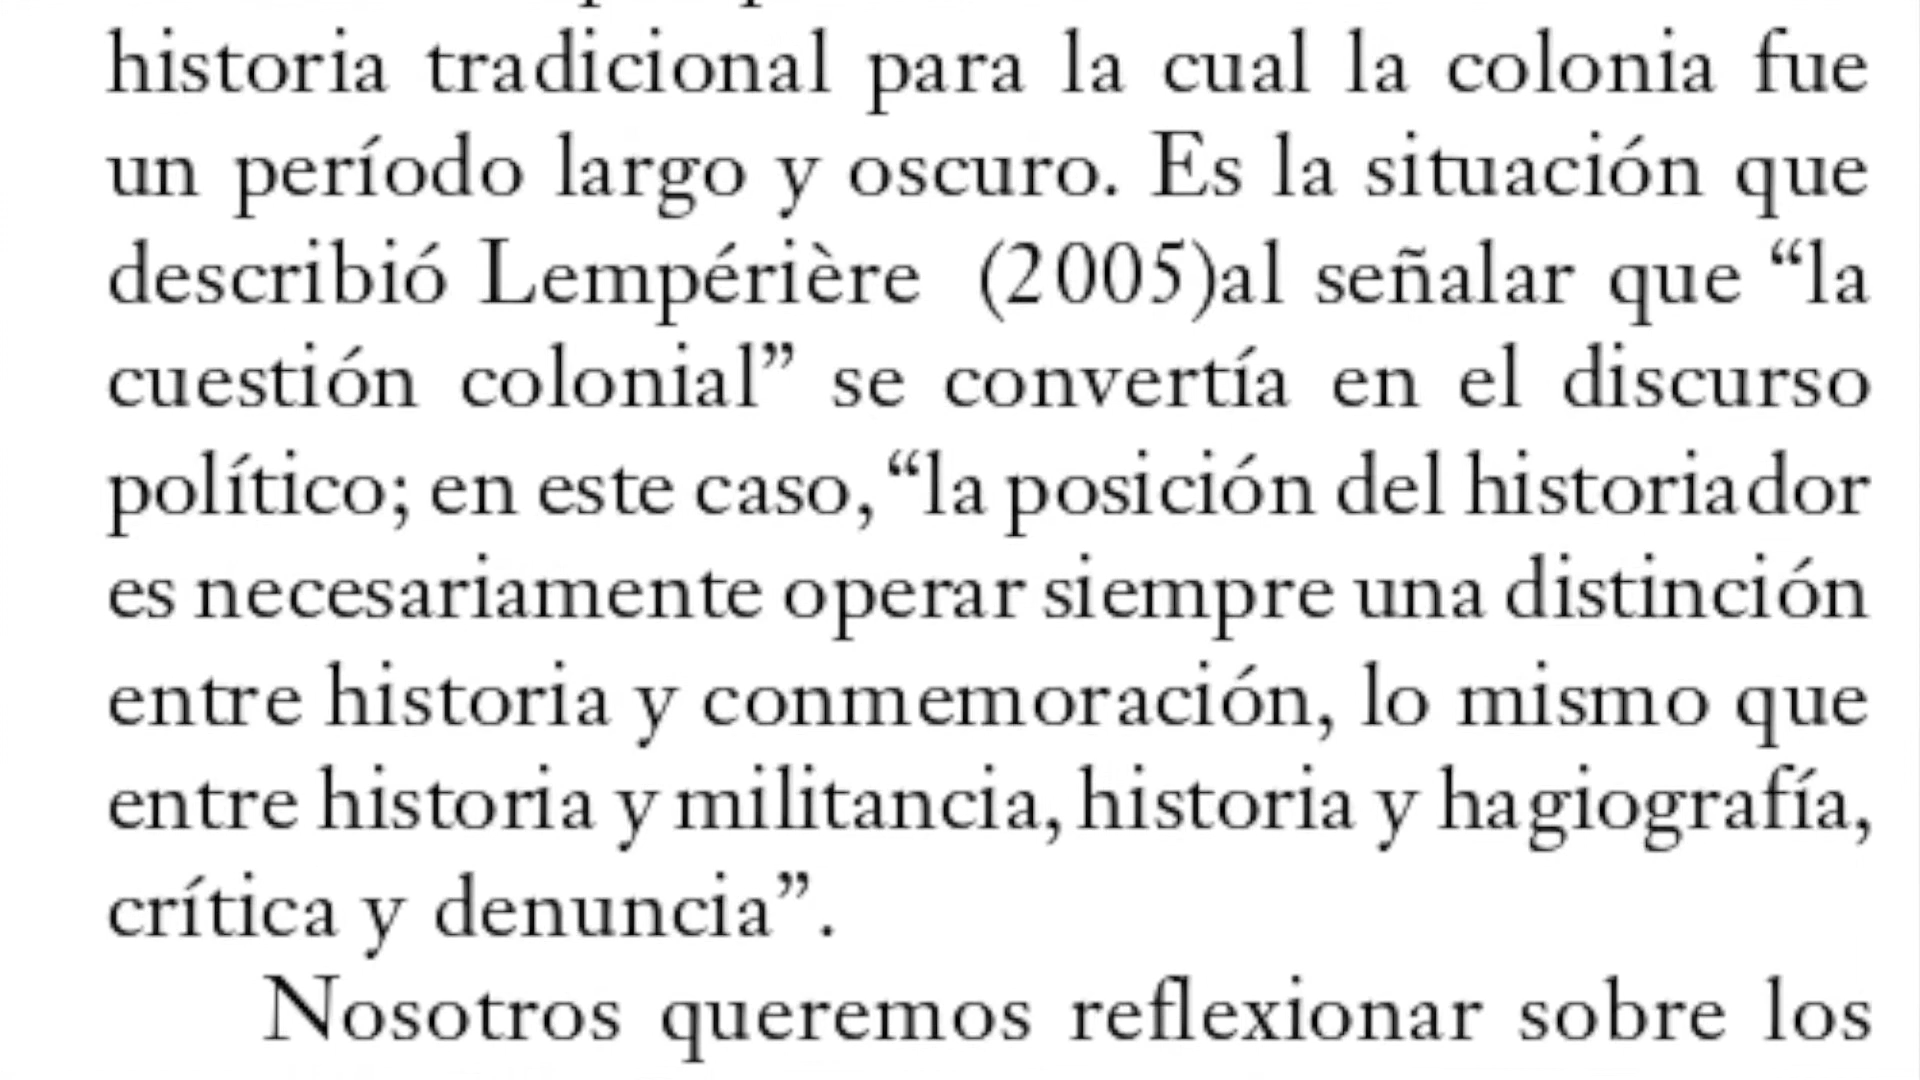 historia tradicional para la cual la colonia fue
un período largo y oscuro. Es la situación que
describió Lempérière (2005)al señalar que “la
cuestión colonial” se convertía en el discurso
político; en este caso, “la posición del historiador
es necesariamente operar siempre una distinción
entre historia y conmemoración, lo mismo que
entre historia y militancia, historia y hagiografía,
crítica y denuncia”.
Nosotros queremos reflexionar sobre los